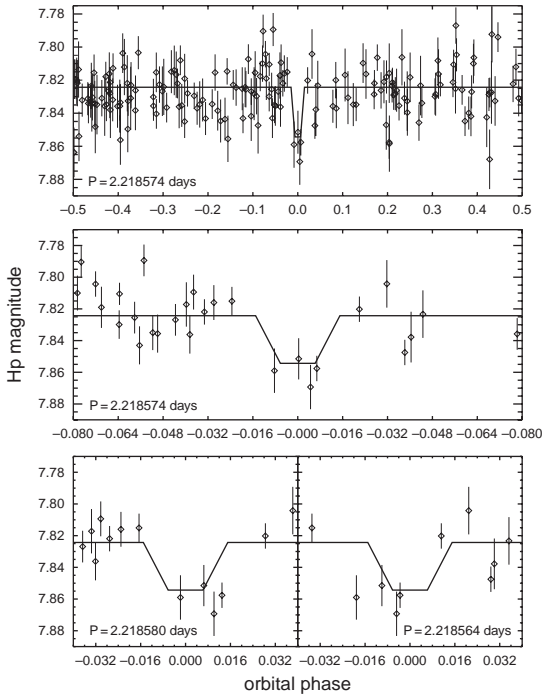 7.78
7.80
7.82
7.84
7.86
7.88
P = 2.218574 days
−0.5 −0.4 −0.3 −0.2 −0.1 0.0 0.1 0.2 0.3 0.4 0.5
Hp magnitude
7.78
7.80
7.82
7.84
7.86
7.88
P = 2.218574 days
−0.080 −0.064 −0.048 −0.032 −0.016 −0.000 −0.016 −0.032 −0.048 −0.064 −0.080
7.78
7.80
7.82
7.84
7.86
7.88
P = 2.218580 days
P = 2.218564 days
−0.032 −0.016 0.000 0.016 −0.032 −0.016 0.000 0.016 0.032
orbital phase